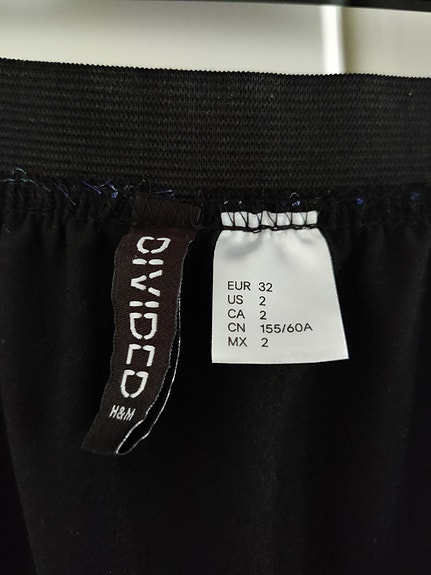 DIVIDED
H&M
EUR 32
US 2
CA 2
CN 155/60A
MX 2